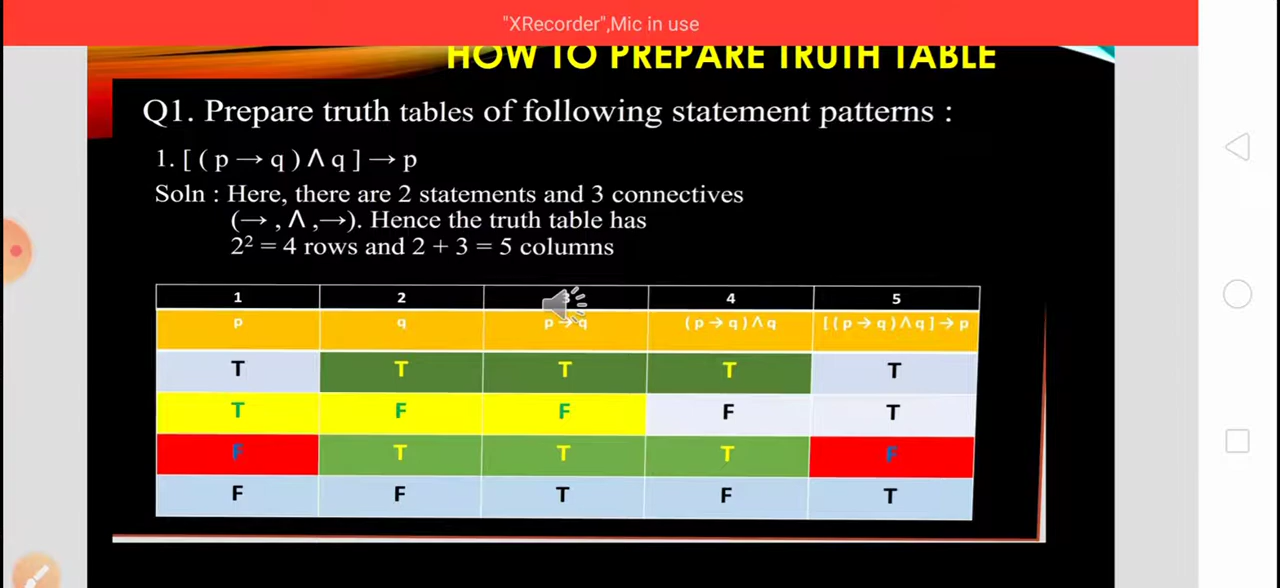 "XRecorder",Mic in use
HOW TO PREPARE TRUTH TABLE
Q1. Prepare truth tables of following statement patterns :
1. [ ( p → q ) Λ q ] → p
Soln : Here, there are 2 statements and 3 connectives
(→ , Λ ,→). Hence the truth table has
2² = 4 rows and 2 + 3 = 5 columns
1 2 3 4 5
p q p → q ( p → q ) Λ q [ ( p → q ) Λ q ] → p
T T T T T
T F F F T
F T T T F
F F T F T